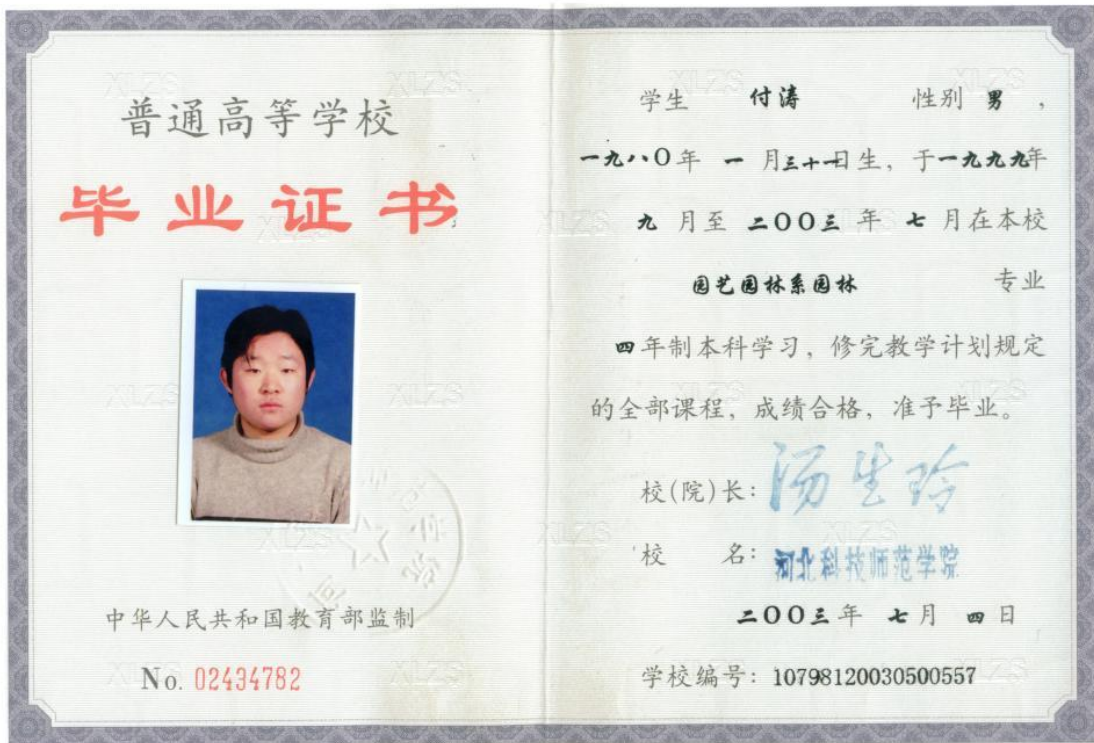 普通高等学校
毕业证书
中华人民共和国教育部监制
No. 02434782
学生 付涛 性别 男，
一九八〇年 一 月三十一日生，于一九九九年
九 月至 二〇〇三 年 七 月在本校
园艺园林系园林 专业
四年制本科学习，修完教学计划规定
的全部课程，成绩合格，准予毕业。
校(院)长：汤生玲
校 名：河北科技师范学院
二〇〇三年 七月 四日
学校编号：10798120030500557
XLZS